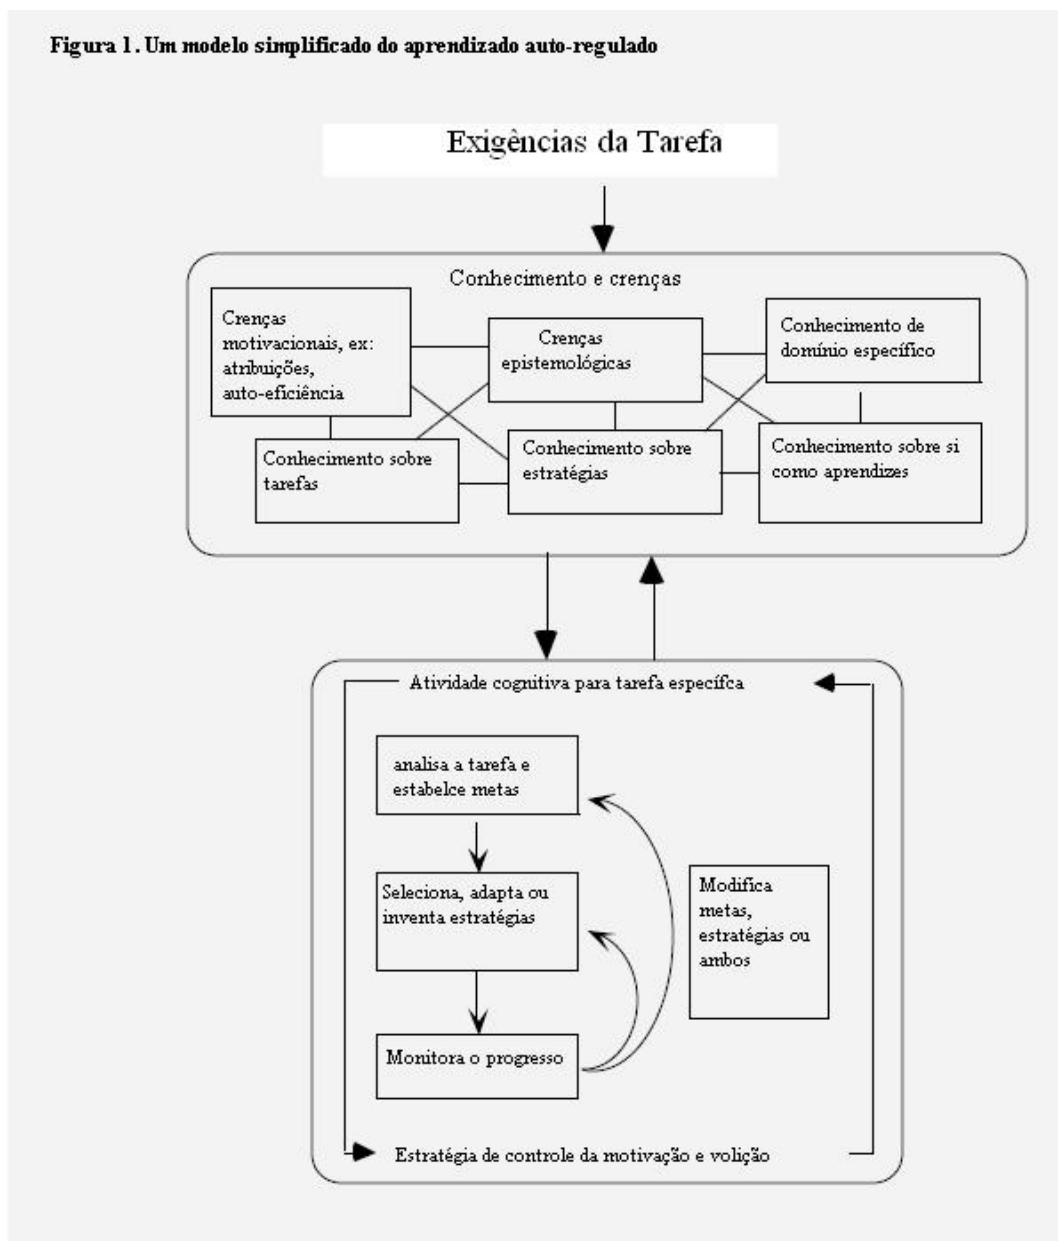 Figura 1. Um modelo simplificado do aprendizado auto-regulado
Exigências da Tarefa
Conhecimento e crenças
Crenças
motivacionais, ex:
atribuições,
auto-eficiência
Crenças
epistemológicas
Conhecimento de
domínio específico
Conhecimento sobre
tarefas
Conhecimento sobre
estratégias
Conhecimento sobre si
como aprendizes
Atividade cognitiva para tarefa específca
analisa a tarefa e
estabelce metas
Seleciona, adapta ou
inventa estratégias
Modifica
metas,
estratégias ou
ambos
Monitora o progresso
Estratégia de controle da motivação e volição